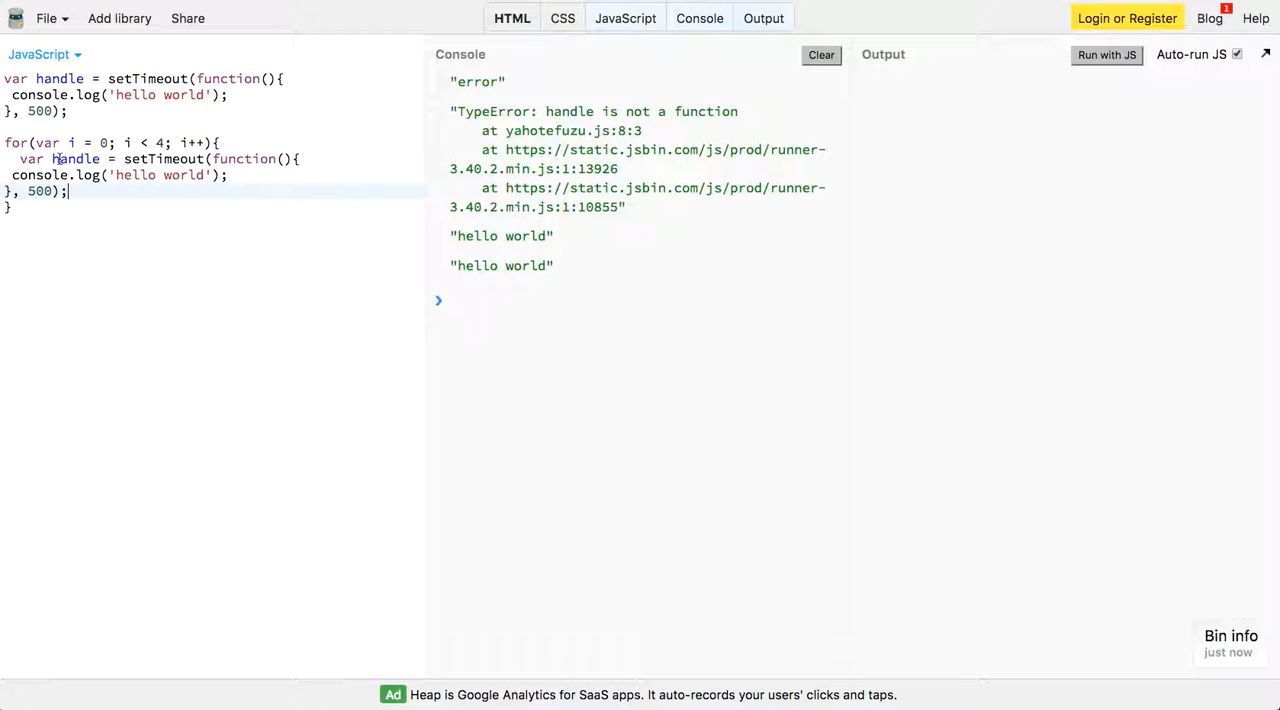 File Add library Share HTML CSS JavaScript Console Output Login or Register Blog 1 Help
JavaScript
var handle = setTimeout(function(){
console.log('hello world');
}, 500);
for(var i = 0; i < 4; i++){
var handle = setTimeout(function(){
console.log('hello world');
}, 500);
}
Console Clear
"error"
"TypeError: handle is not a function
at yahotefuzu.js:8:3
at https://static.jsbin.com/js/prod/runner-
3.40.2.min.js:1:13926
at https://static.jsbin.com/js/prod/runner-
3.40.2.min.js:1:10855"
"hello world"
"hello world"
Output Run with JS Auto-run JS
Bin info
just now
Ad Heap is Google Analytics for SaaS apps. It auto-records your users' clicks and taps.